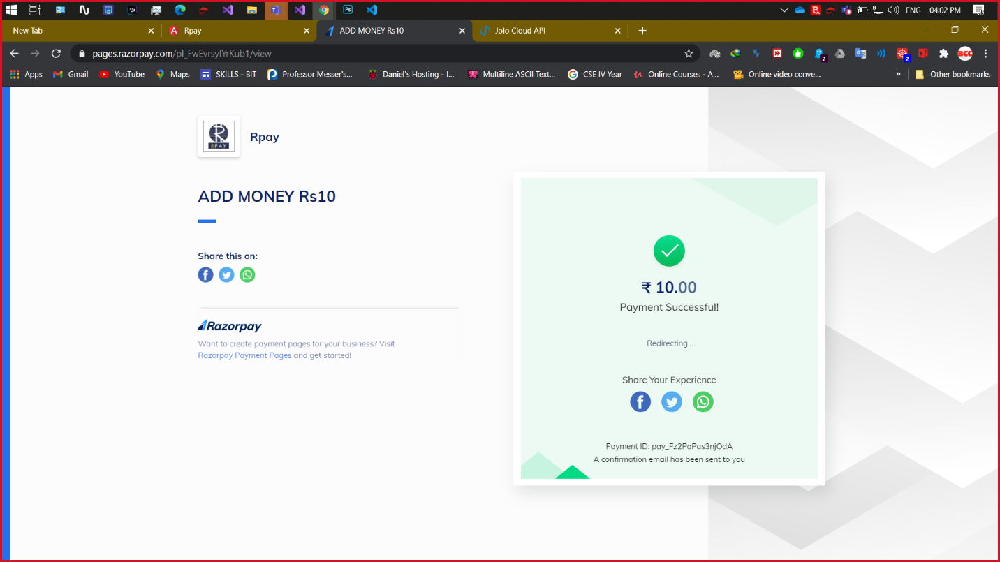 ENG 04:02 PM
New Tab Rpay ADD MONEY Rs10 Jolo Cloud API
pages.razorpay.com/pl_FwEvrsyIYrKub1/view
Apps Gmail YouTube Maps SKILLS - BIT Professor Messer's... Daniel's Hosting - I... Multiline ASCII Text... CSE IV Year Online Courses - A... Online video conve... » Other bookmarks
RPAY
Rpay
ADD MONEY Rs10
Share this on:
Razorpay
Want to create payment pages for your business? Visit
Razorpay Payment Pages and get started!
₹ 10.00
Payment Successful!
Redirecting ..
Share Your Experience
Payment ID: pay_Fz2PaPas3njOdA
A confirmation email has been sent to you